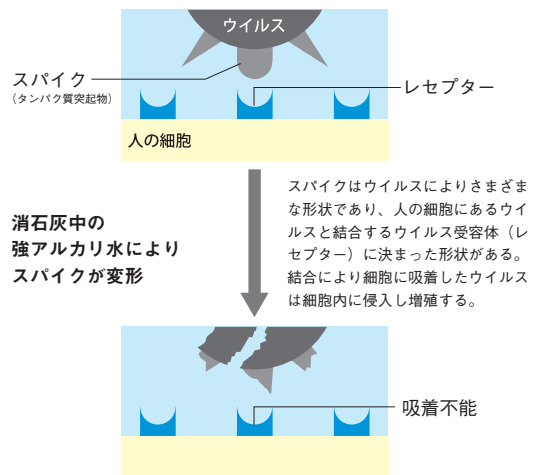 ウイルス
スパイク
(タンパク質突起物)
レセプター
人の細胞
消石灰中の
強アルカリ水により
スパイクが変形
スパイクはウイルスによりさまざま
な形状であり、人の細胞にあるウイ
ルスと結合するウイルス受容体（レ
セプター）に決まった形状がある。
結合により細胞に吸着したウイルス
は細胞内に侵入し増殖する。
吸着不能